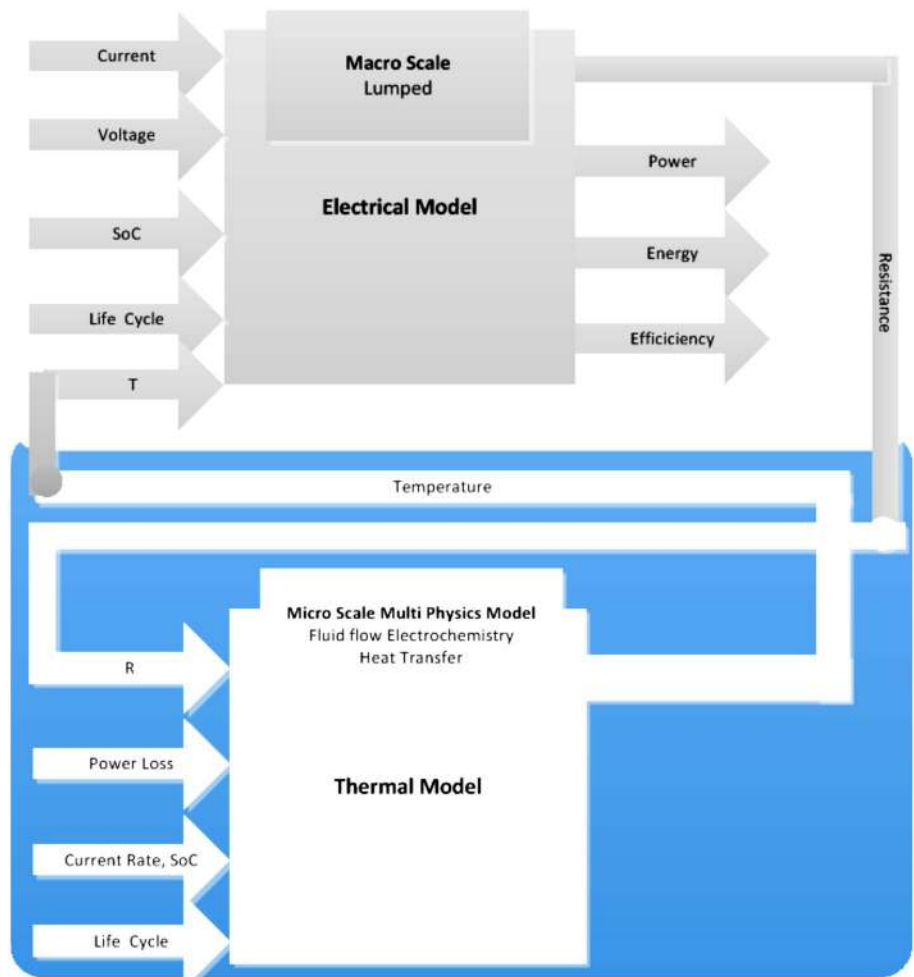 Current
Macro Scale
Lumped
Voltage
Power
Electrical Model
SoC
Energy
Resistance
Life Cycle
Efficiciency
T
Temperature
Micro Scale Multi Physics Model
Fluid flow Electrochemistry
Heat Transfer
R
Power Loss
Thermal Model
Current Rate, SoC
Life Cycle